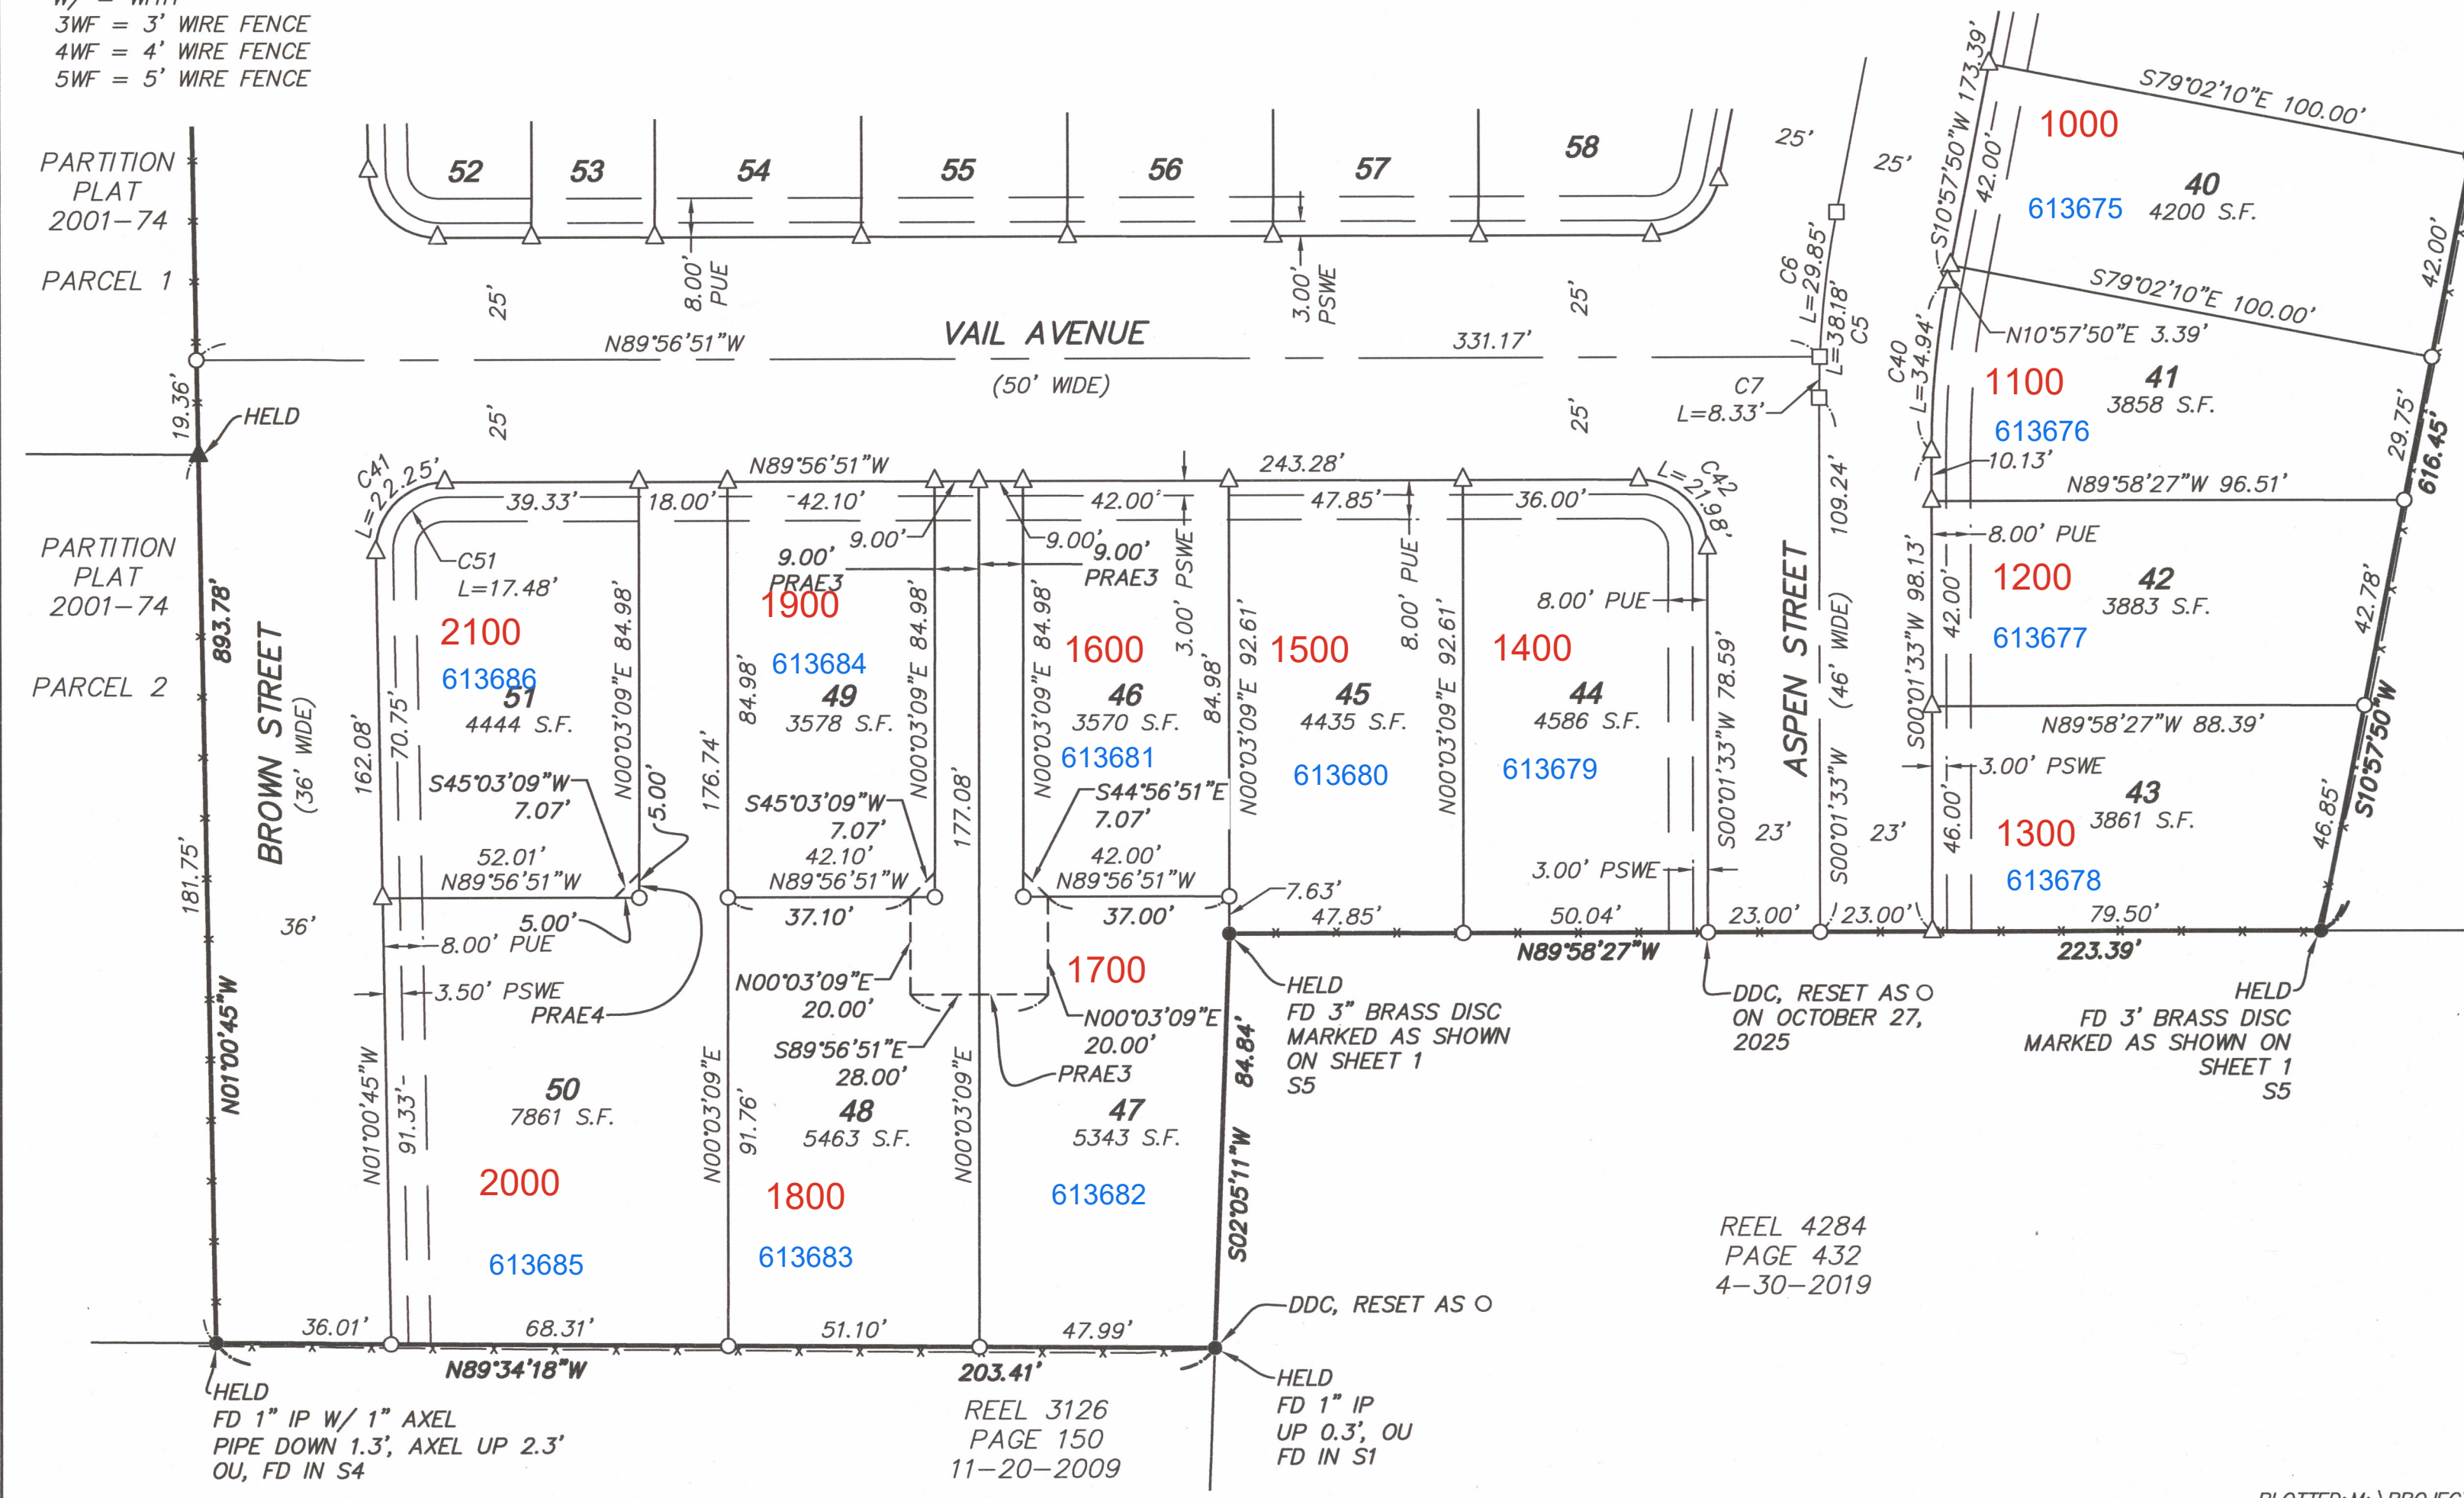 W/ = WITH
3WF = 3' WIRE FENCE
4WF = 4' WIRE FENCE
5WF = 5' WIRE FENCE
PARTITION
PLAT
2001-74
PARCEL 1
52
53
54
55
56
57
58
8.00'
PUE
3.00'
PSWE
25'
25'
25'
25'
25'
25'
N89°56'51"W
VAIL AVENUE
331.17'
(50' WIDE)
C6
L=29.85'
L=38.18'
C5
C7
L=8.33'
S10°57'50"W 173.39'
42.00'
S79°02'10"E 100.00'
1000
40
613675
4200 S.F.
42.00'
S79°02'10"E 100.00'
N10°57'50"E 3.39'
C40
L=34.94'
1100
41
3858 S.F.
613676
29.75'
616.45'
10.13'
N89°58'27"W 96.51'
8.00' PUE
1200
42
3883 S.F.
613677
42.78'
S00°01'33"W 98.13'
42.00'
N89°58'27"W 88.39'
S10°57'50"W
3.00' PSWE
43
1300
3861 S.F.
613678
46.00'
46.85'
79.50'
223.39'
19.36'
HELD
PARTITION
PLAT
2001-74
PARCEL 2
893.78'
BROWN STREET
(36' WIDE)
181.75'
36'
N01°00'45"W
C41
L=22.25'
N89°56'51"W
243.28'
C42
L=21.98'
39.33'
18.00'
42.10'
42.00'
47.85'
36.00'
9.00'
9.00'
9.00'
PRAE3
9.00'
PRAE3
C51
L=17.48'
3.00' PSWE
8.00' PUE
8.00' PUE
2100
613686
51
4444 S.F.
162.08'
70.75'
N00°03'09"E 84.98'
1900
613684
49
3578 S.F.
84.98'
176.74'
N00°03'09"E 84.98'
177.08'
N00°03'09"E 84.98'
1600
46
3570 S.F.
613681
84.98'
N00°03'09"E 92.61'
1500
45
4435 S.F.
613680
N00°03'09"E 92.61'
1400
44
4586 S.F.
613679
S00°01'33"W 78.59'
ASPEN STREET
(46' WIDE)
109.24'
S00°01'33"W
23'
23'
S45°03'09"W
7.07'
5.00'
52.01'
N89°56'51"W
5.00'
S45°03'09"W
7.07'
42.10'
N89°56'51"W
37.10'
S44°56'51"E
7.07'
42.00'
N89°56'51"W
37.00'
7.63'
47.85'
3.00' PSWE
50.04'
23.00'
23.00'
N89°58'27"W
8.00' PUE
3.50' PSWE
PRAE4
N00°03'09"E
20.00'
S89°56'51"E
28.00'
1700
N00°03'09"E
20.00'
PRAE3
HELD
FD 3" BRASS DISC
MARKED AS SHOWN
ON SHEET 1
S5
DDC, RESET AS O
ON OCTOBER 27,
2025
HELD
FD 3' BRASS DISC
MARKED AS SHOWN ON
SHEET 1
S5
N01°00'45"W
91.33'
50
7861 S.F.
2000
613685
N00°03'09"E
91.76'
48
5463 S.F.
1800
613683
N00°03'09"E
47
5343 S.F.
613682
84.84'
S02°05'11"W
REEL 4284
PAGE 432
4-30-2019
DDC, RESET AS O
36.01'
68.31'
51.10'
47.99'
N89°34'18"W
203.41'
HELD
FD 1" IP W/ 1" AXEL
PIPE DOWN 1.3', AXEL UP 2.3'
OU, FD IN S4
REEL 3126
PAGE 150
11-20-2009
HELD
FD 1" IP
UP 0.3', OU
FD IN S1